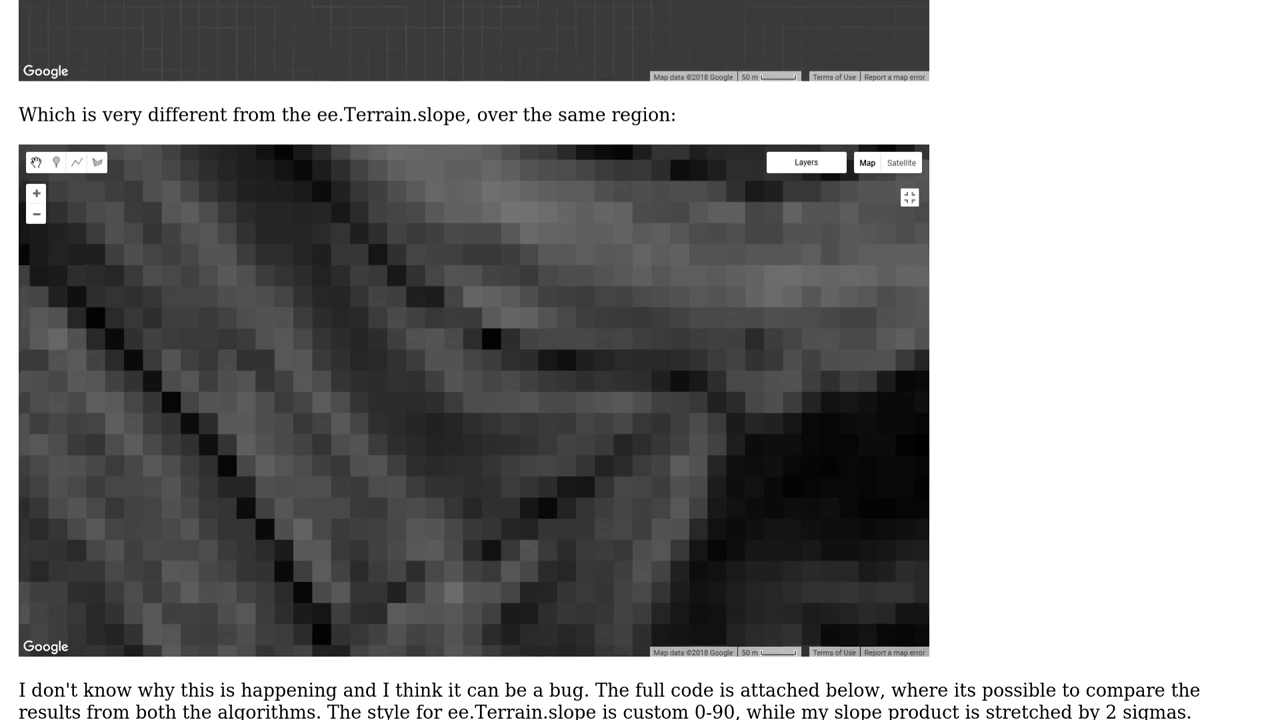 Google
Map data ©2018 Google
50 m
Terms of Use
Report a map error
Which is very different from the ee.Terrain.slope, over the same region:
Layers
Map
Satellite
+
−
Google
Map data ©2018 Google
50 m
Terms of Use
Report a map error
I don't know why this is happening and I think it can be a bug. The full code is attached below, where its possible to compare the
results from both the algorithms. The style for ee.Terrain.slope is custom 0-90, while my slope product is stretched by 2 sigmas.